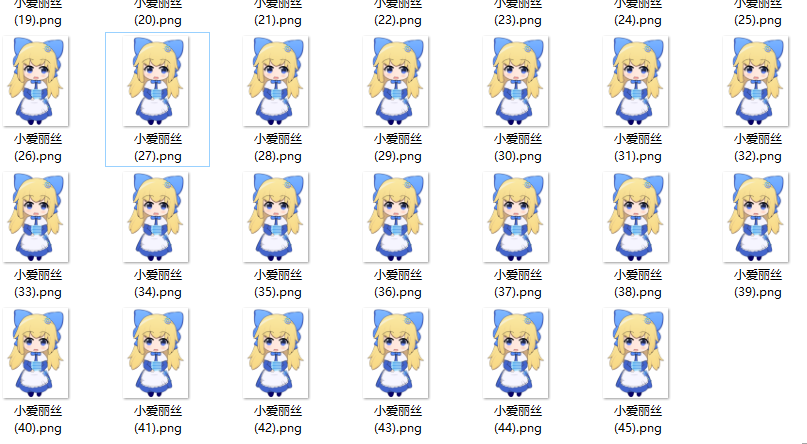 小爱丽丝
(19).png
小爱丽丝
(20).png
小爱丽丝
(21).png
小爱丽丝
(22).png
小爱丽丝
(23).png
小爱丽丝
(24).png
小爱丽丝
(25).png
小爱丽丝
(26).png
小爱丽丝
(27).png
小爱丽丝
(28).png
小爱丽丝
(29).png
小爱丽丝
(30).png
小爱丽丝
(31).png
小爱丽丝
(32).png
小爱丽丝
(33).png
小爱丽丝
(34).png
小爱丽丝
(35).png
小爱丽丝
(36).png
小爱丽丝
(37).png
小爱丽丝
(38).png
小爱丽丝
(39).png
小爱丽丝
(40).png
小爱丽丝
(41).png
小爱丽丝
(42).png
小爱丽丝
(43).png
小爱丽丝
(44).png
小爱丽丝
(45).png